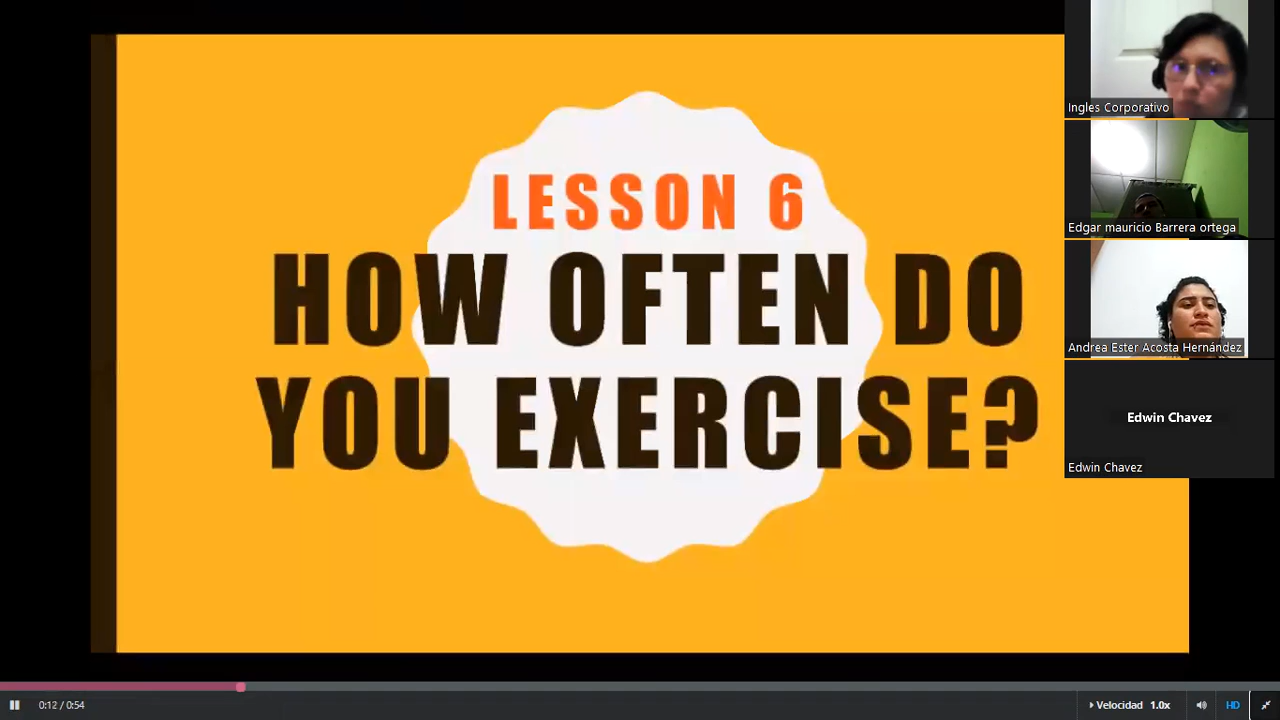 LESSON 6
HOW OFTEN DO
YOU EXERCISE?
Ingles Corporativo
Edgar mauricio Barrera ortega
Andrea Ester Acosta Hernández
Edwin Chavez
Edwin Chavez
0:12 / 0:54
Velocidad 1.0x
HD